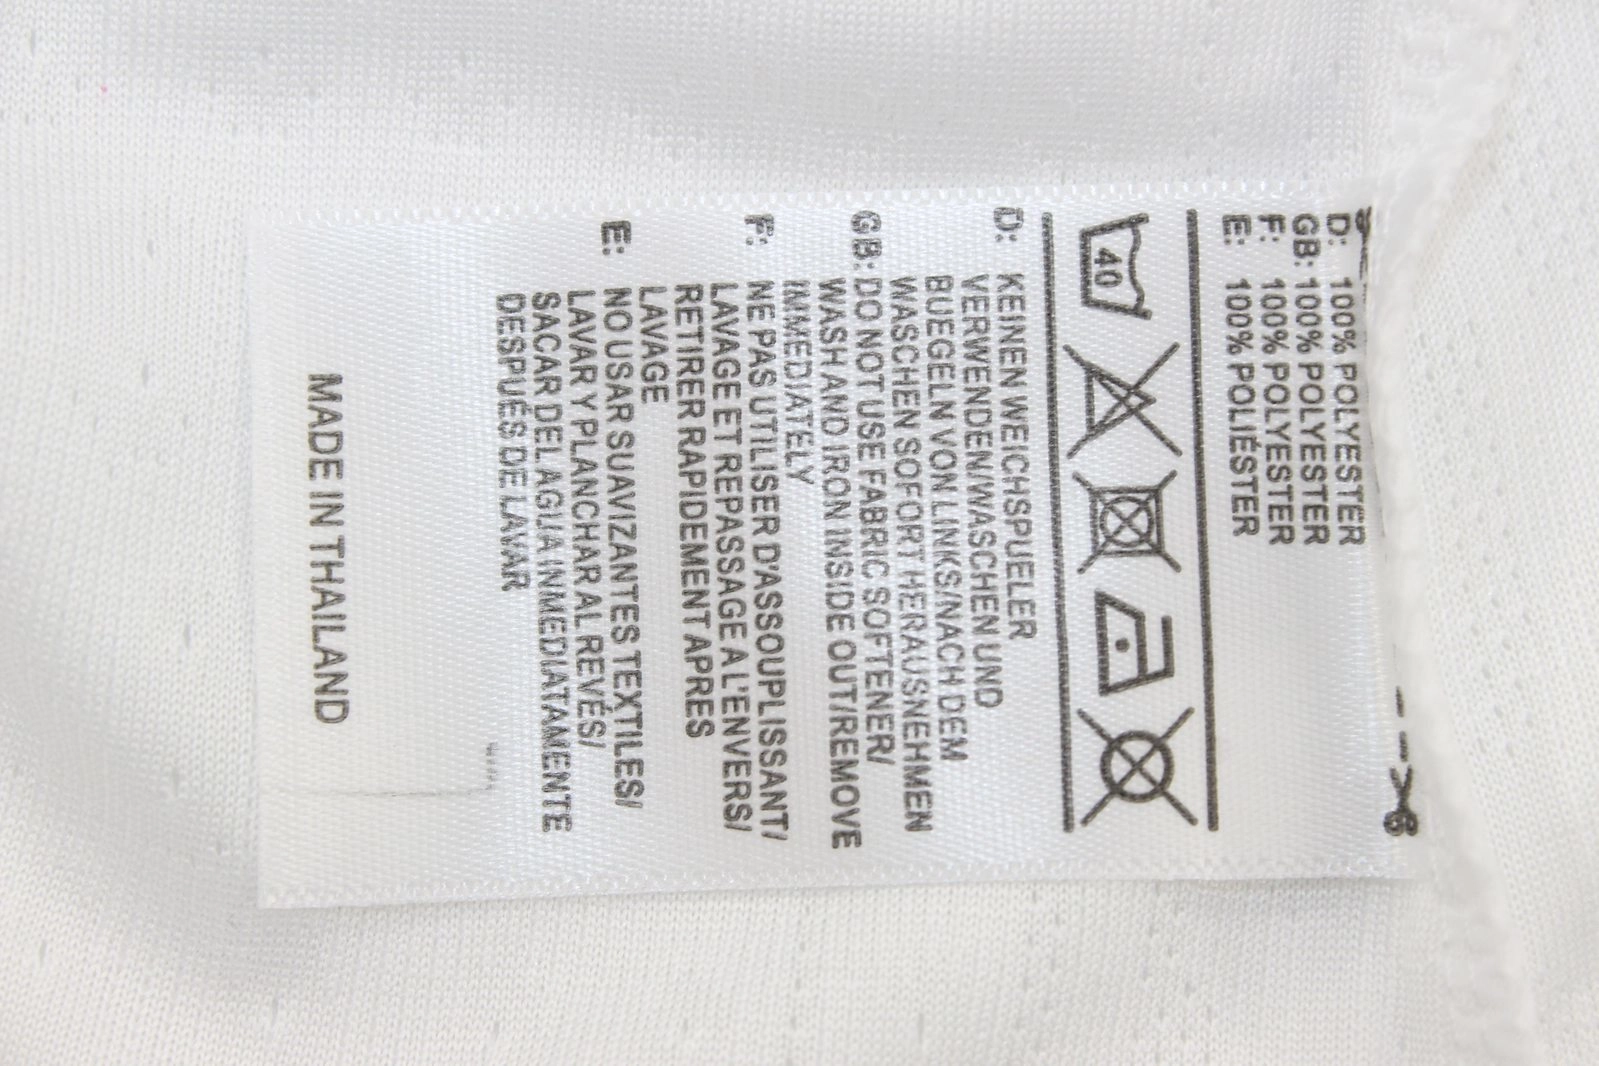 D: 100% POLYESTER
GB: 100% POLYESTER
F: 100% POLYESTER
E: 100% POLIÉSTER
40
D: KEINEN WEICHSPUELER
VERWENDEN/WASCHEN UND
BUEGELN VON LINKS/NACH DEM
WASCHEN SOFORT HERAUSNEHMEN
GB: DO NOT USE FABRIC SOFTENER/
WASH AND IRON INSIDE OUT/REMOVE
IMMEDIATELY
F: NE PAS UTILISER D'ASSOUPLISSANT/
LAVAGE ET REPASSAGE A L'ENVERS/
RETIRER RAPIDEMENT APRES
LAVAGE
E: NO USAR SUAVIZANTES TEXTILES/
LAVAR Y PLANCHAR AL REVÉS/
SACAR DEL AGUA INMEDIATAMENTE
DESPUÉS DE LAVAR
MADE IN THAILAND